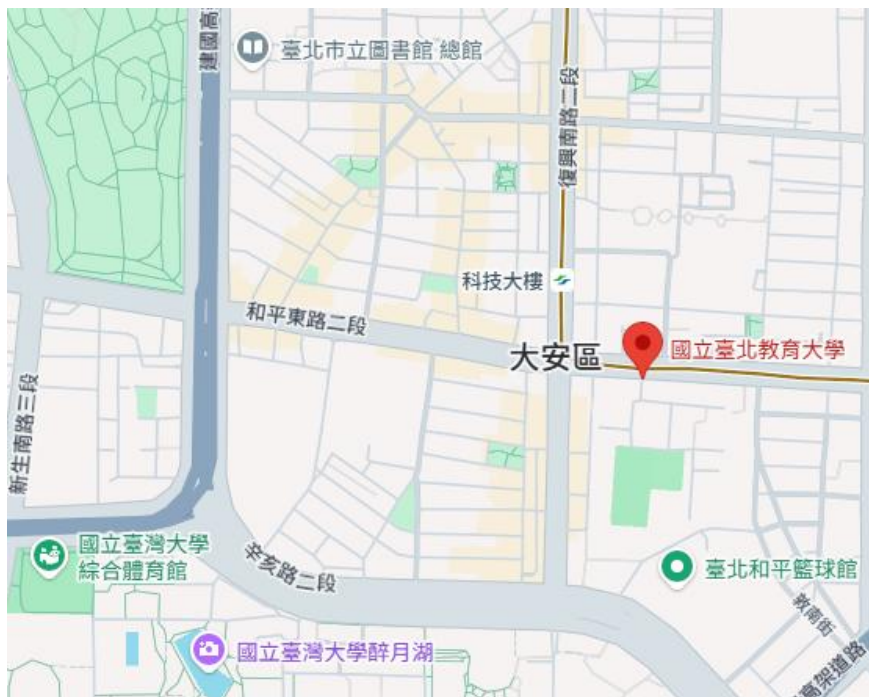 建國高
臺北市立圖書館 總館
復興南路二段
科技大樓
和平東路二段
大安區
國立臺北教育大學
新生南路三段
國立臺灣大學
綜合體育館
辛亥路二段
臺北和平籃球館
敦南街
國立臺灣大學醉月湖
高架道路